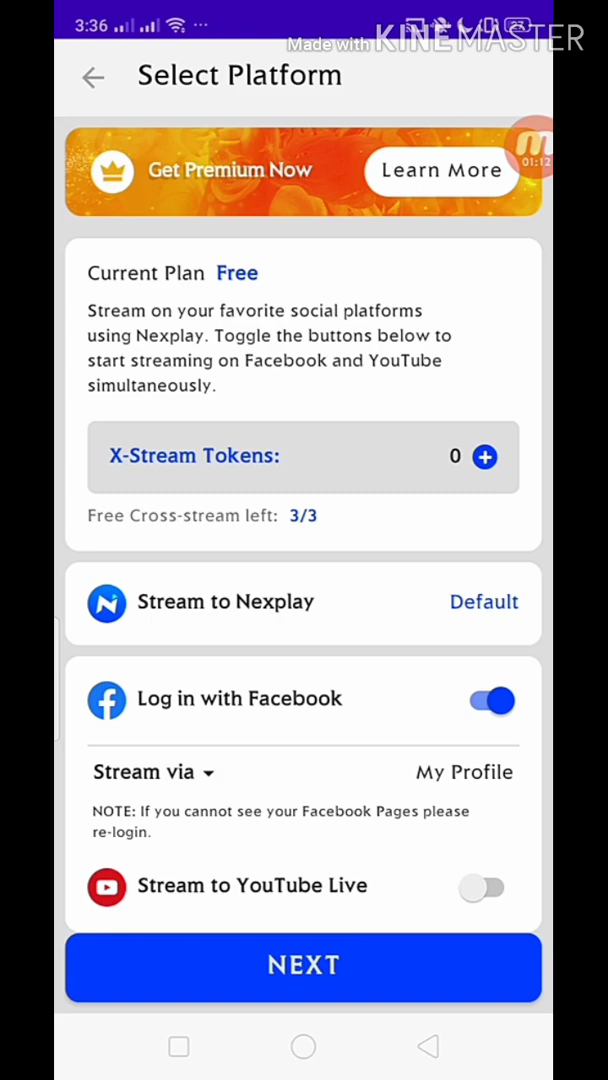 3:36
27
Made with KINEMASTER
Select Platform
Get Premium Now
Learn More
01:12
Current Plan Free
Stream on your favorite social platforms
using Nexplay. Toggle the buttons below to
start streaming on Facebook and YouTube
simultaneously.
X-Stream Tokens: 0
Free Cross-stream left: 3/3
Stream to Nexplay Default
Log in with Facebook
Stream via My Profile
NOTE: If you cannot see your Facebook Pages please
re-login.
Stream to YouTube Live
NEXT